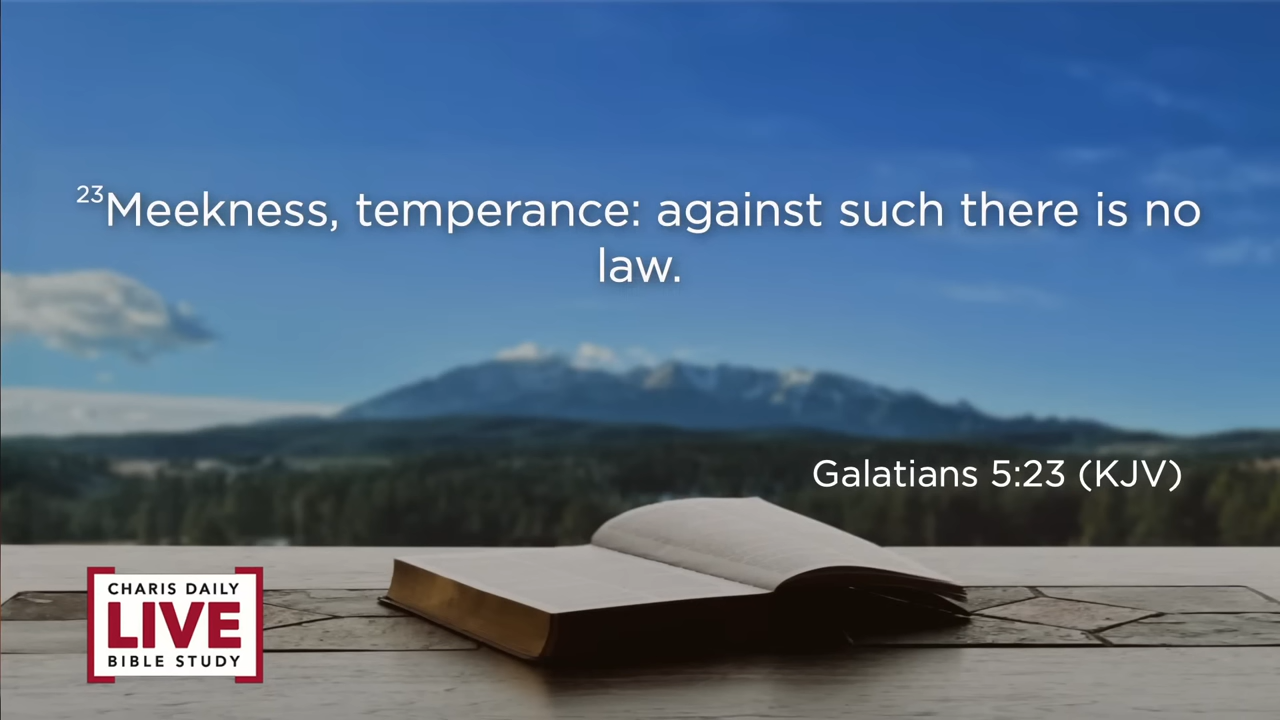 23Meekness, temperance: against such there is no
law.
Galatians 5:23 (KJV)
CHARIS DAILY
LIVE
BIBLE STUDY